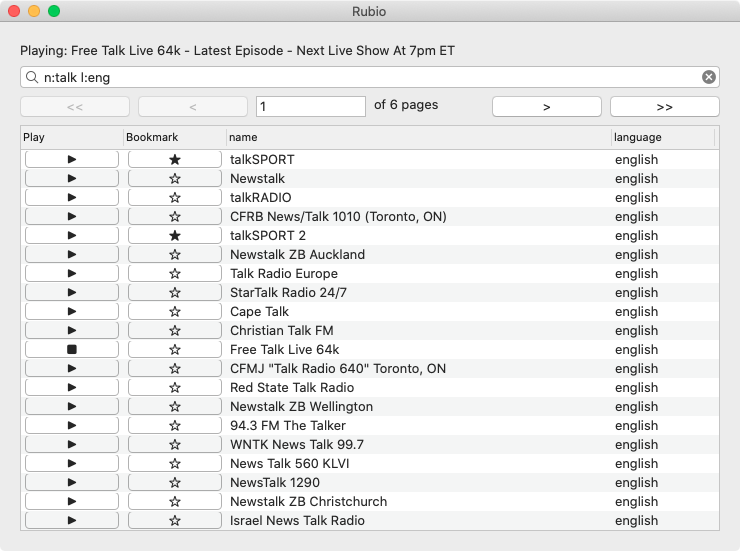 Rubio
Playing: Free Talk Live 64k - Latest Episode - Next Live Show At 7pm ET
n:talk l:eng
<< < 1 of 6 pages > >>
Play Bookmark name language
talkSPORT english
Newstalk english
talkRADIO english
CFRB News/Talk 1010 (Toronto, ON) english
talkSPORT 2 english
Newstalk ZB Auckland english
Talk Radio Europe english
StarTalk Radio 24/7 english
Cape Talk english
Christian Talk FM english
Free Talk Live 64k english
CFMJ "Talk Radio 640" Toronto, ON english
Red State Talk Radio english
Newstalk ZB Wellington english
94.3 FM The Talker english
WNTK News Talk 99.7 english
News Talk 560 KLVI english
NewsTalk 1290 english
Newstalk ZB Christchurch english
Israel News Talk Radio english